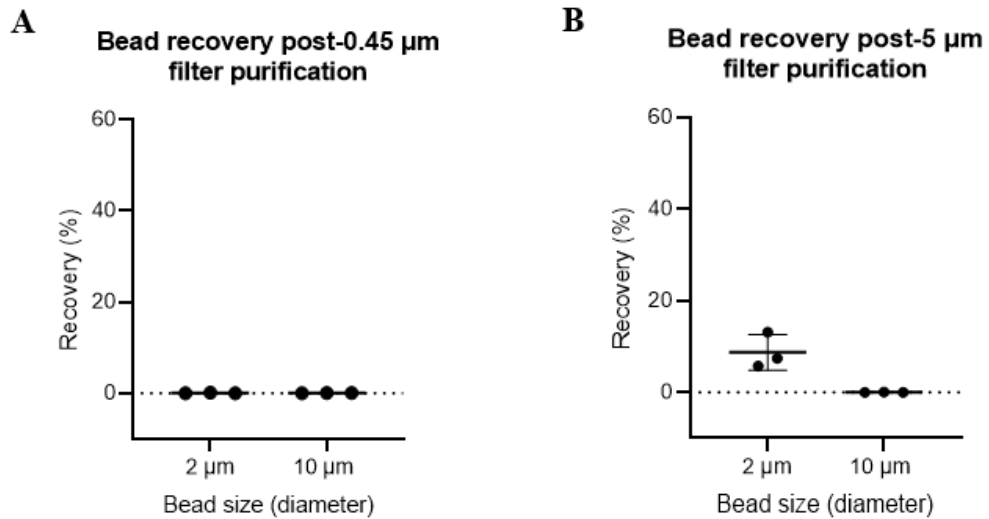 A
Bead recovery post-0.45 µm
filter purification
60
40
20
0
Recovery (%)
2 µm
10 µm
Bead size (diameter)
B
Bead recovery post-5 µm
filter purification
60
40
20
0
Recovery (%)
2 µm
10 µm
Bead size (diameter)